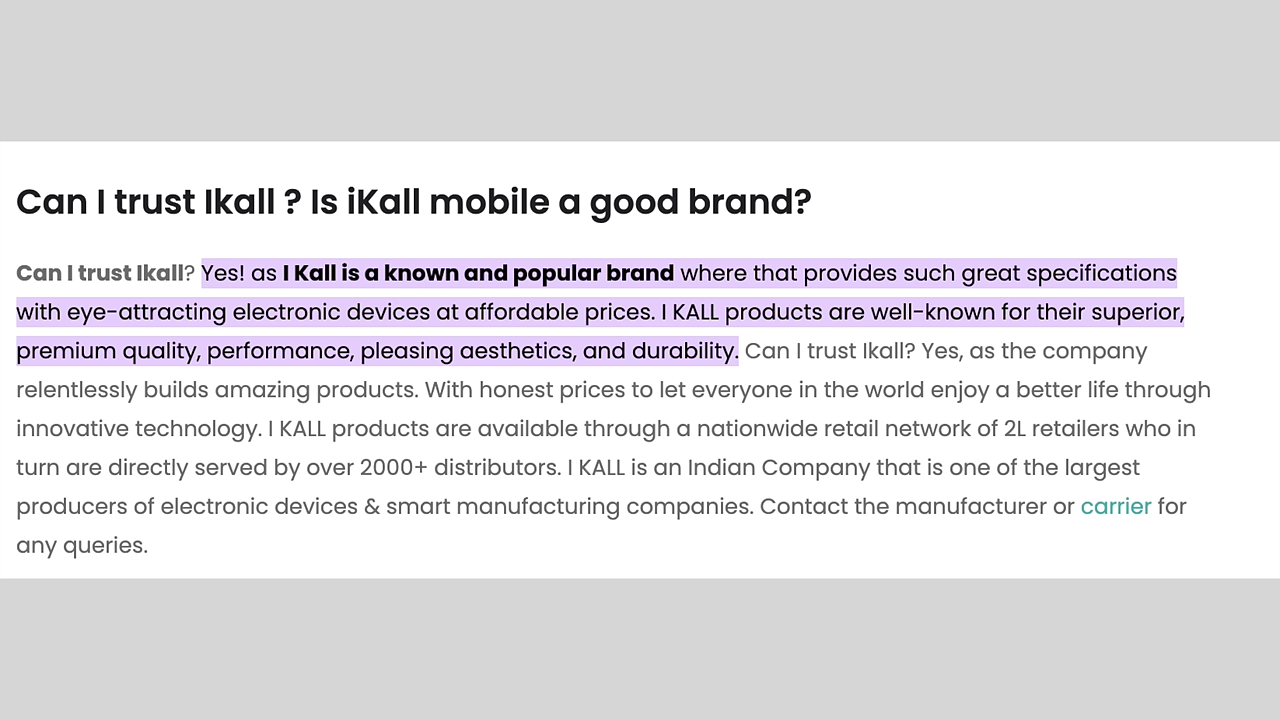 Can I trust Ikall ? Is iKall mobile a good brand?
Can I trust Ikall? Yes! as I Kall is a known and popular brand where that provides such great specifications
with eye-attracting electronic devices at affordable prices. I KALL products are well-known for their superior,
premium quality, performance, pleasing aesthetics, and durability. Can I trust Ikall? Yes, as the company
relentlessly builds amazing products. With honest prices to let everyone in the world enjoy a better life through
innovative technology. I KALL products are available through a nationwide retail network of 2L retailers who in
turn are directly served by over 2000+ distributors. I KALL is an Indian Company that is one of the largest
producers of electronic devices & smart manufacturing companies. Contact the manufacturer or carrier for
any queries.